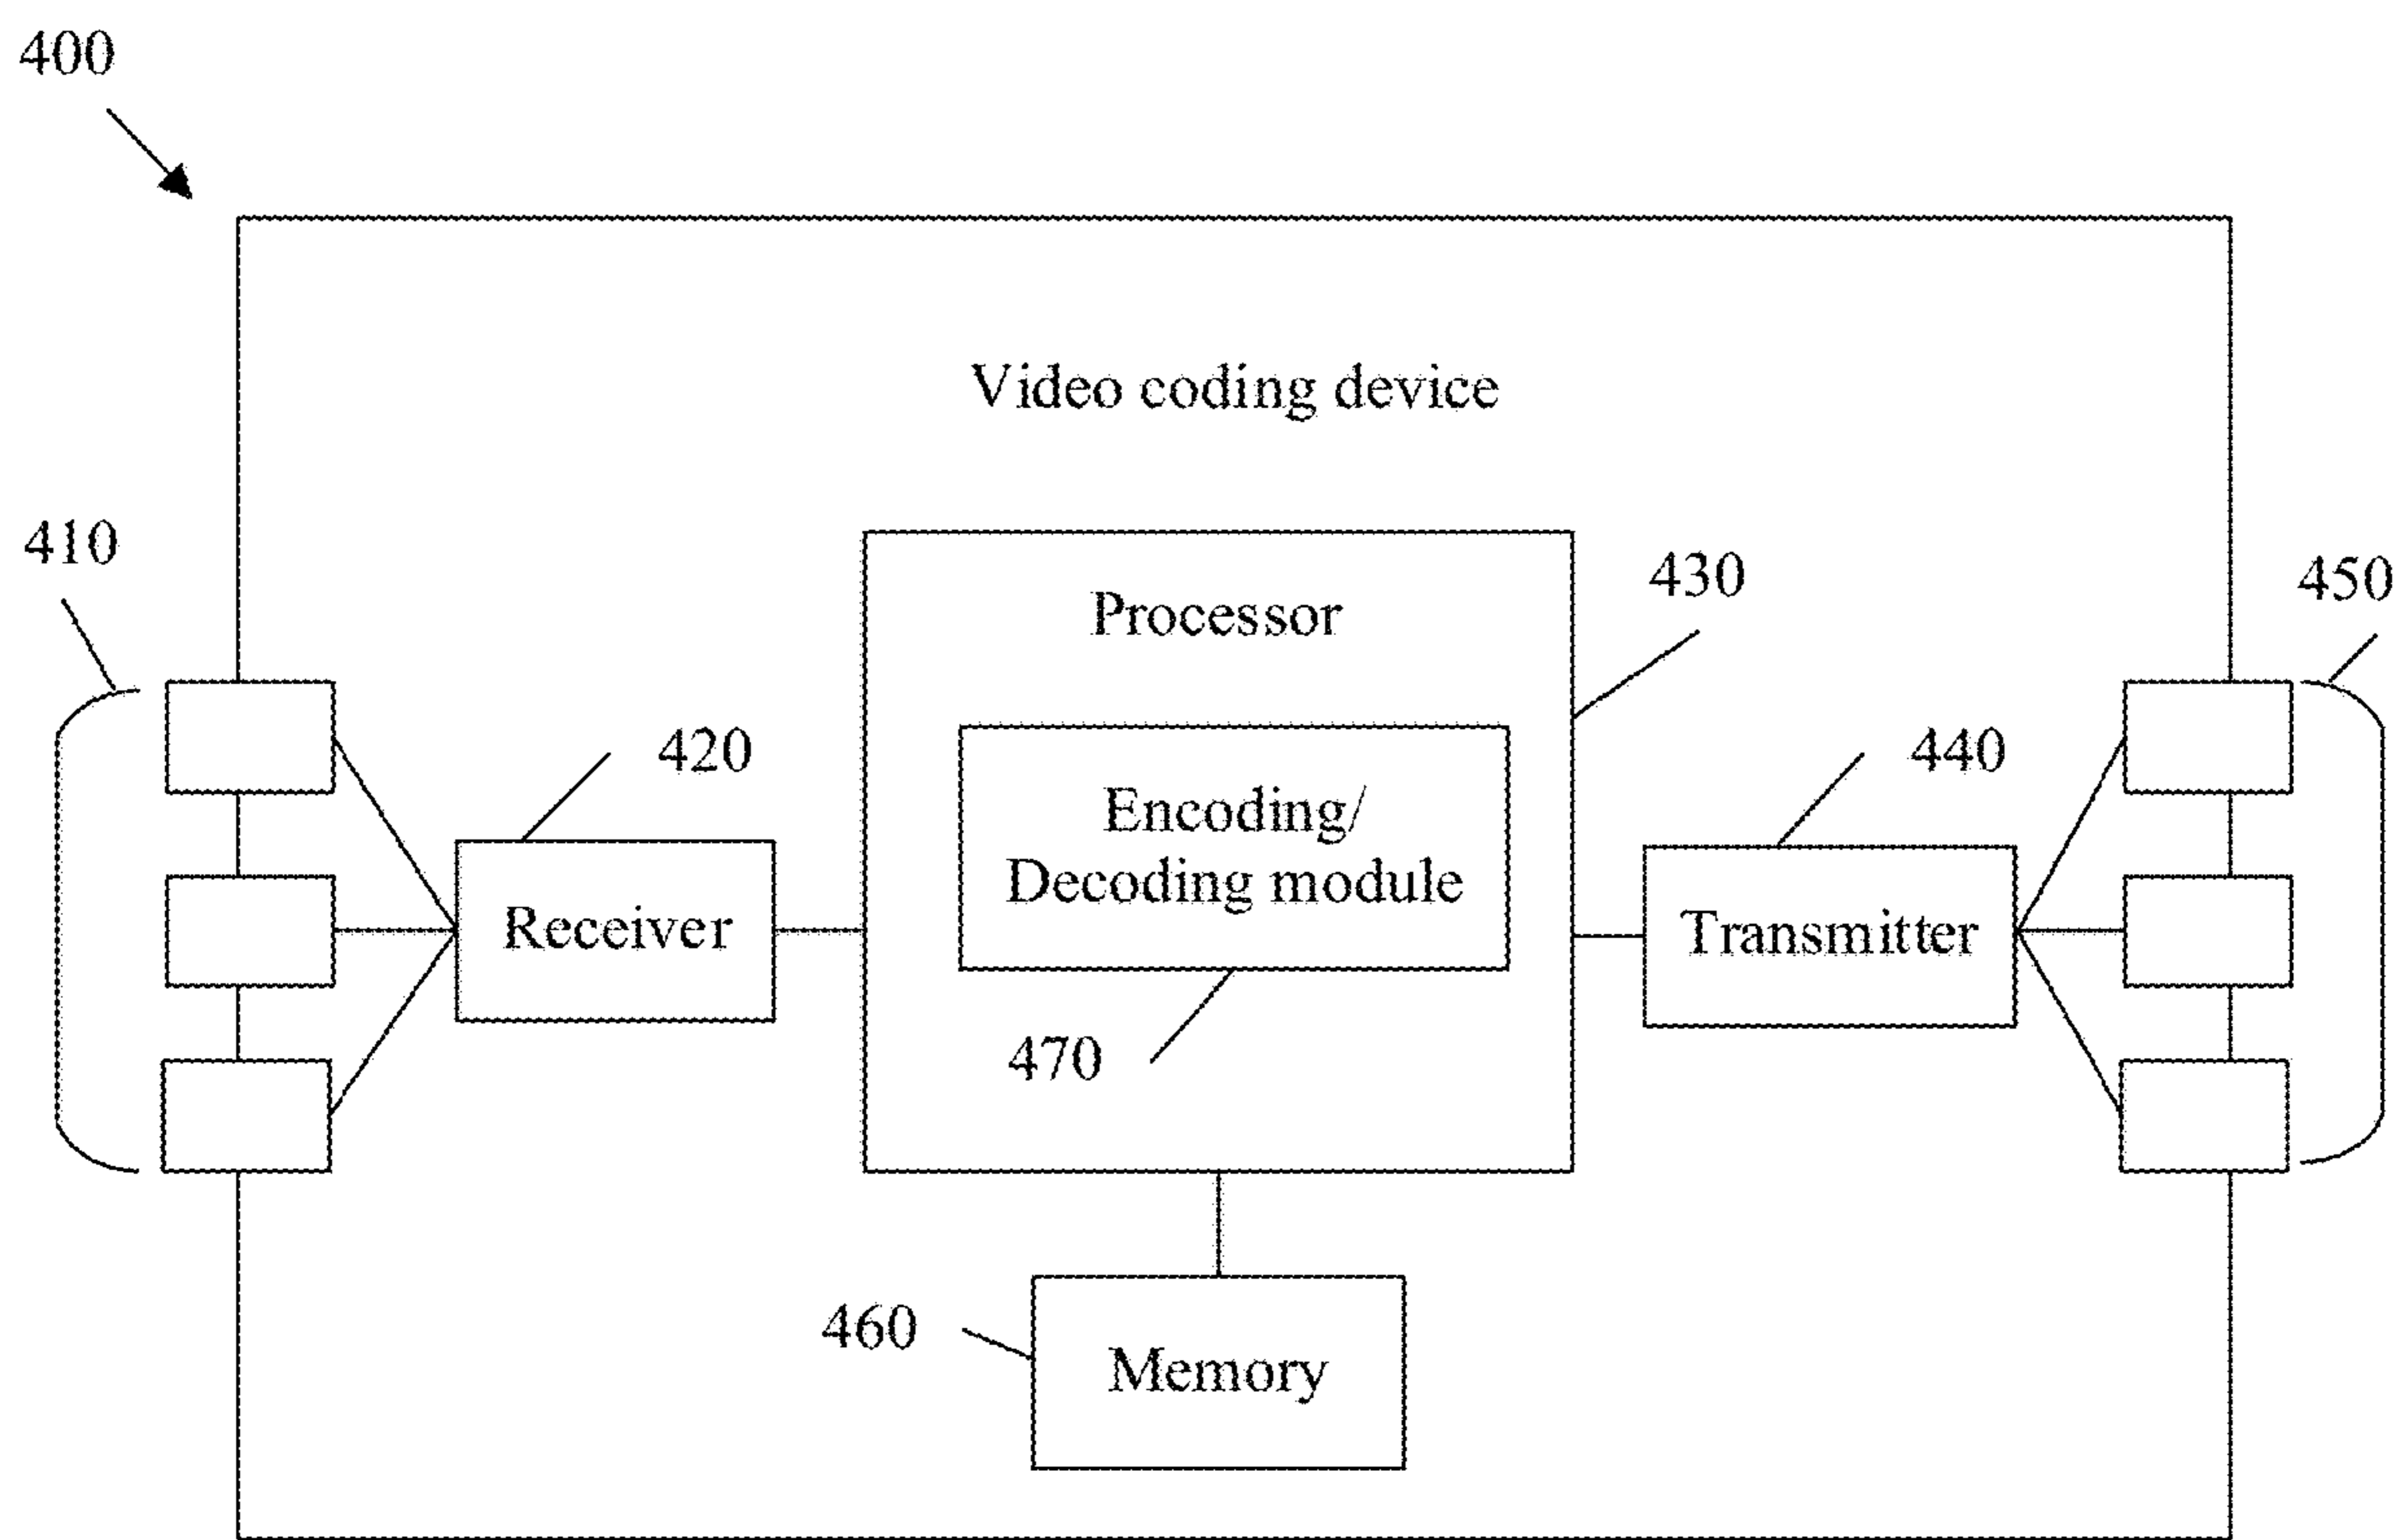 400
Video coding device
410
430
450
Processor
420
440
Encoding/
Decoding module
Receiver
Transmitter
470
460
Memory